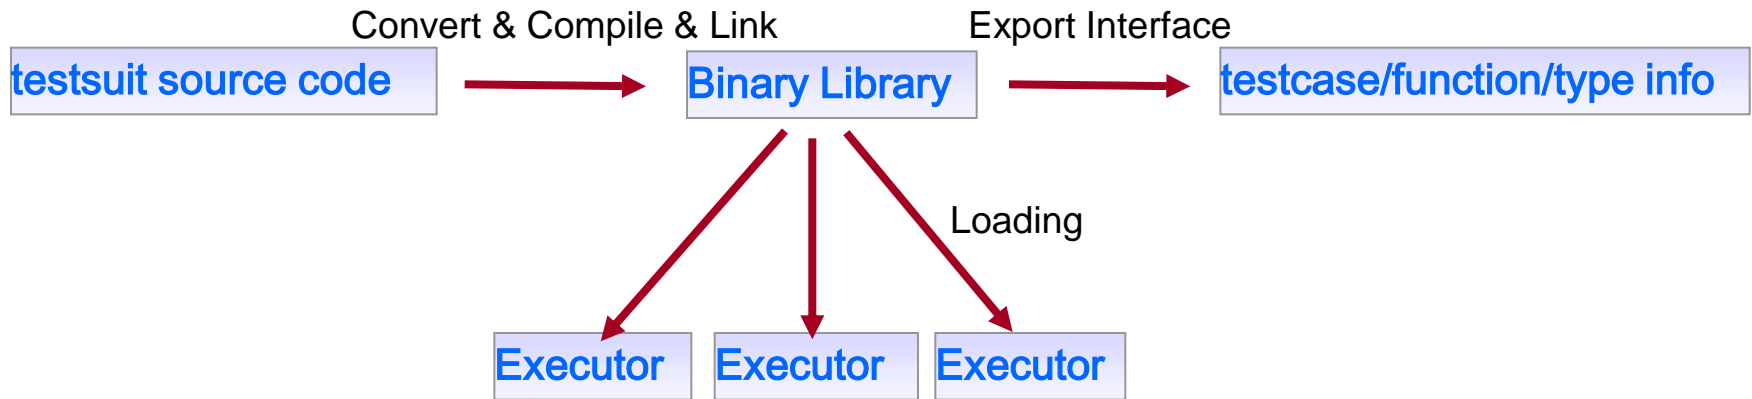 Convert & Compile & Link
Export Interface
testsuit source code
Binary Library
testcase/function/type info
Loading
Executor
Executor
Executor